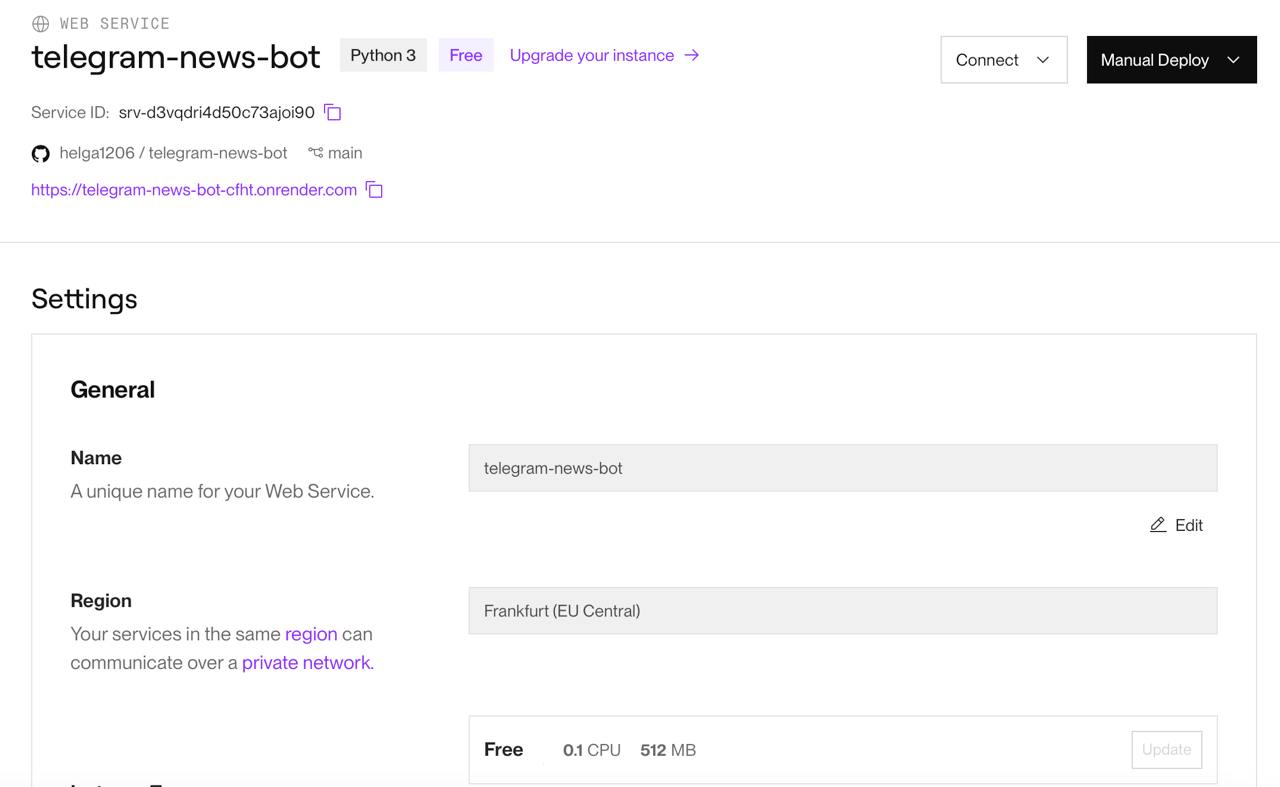 WEB SERVICE
telegram-news-bot Python 3 Free Upgrade your instance → Connect Manual Deploy
Service ID: srv-d3vqdri4d50c73ajoi90
helga1206 / telegram-news-bot main
https://telegram-news-bot-cfht.onrender.com
Settings
General
Name
A unique name for your Web Service.
telegram-news-bot
Edit
Region
Your services in the same region can
communicate over a private network.
Frankfurt (EU Central)
Free 0.1 CPU 512 MB Update